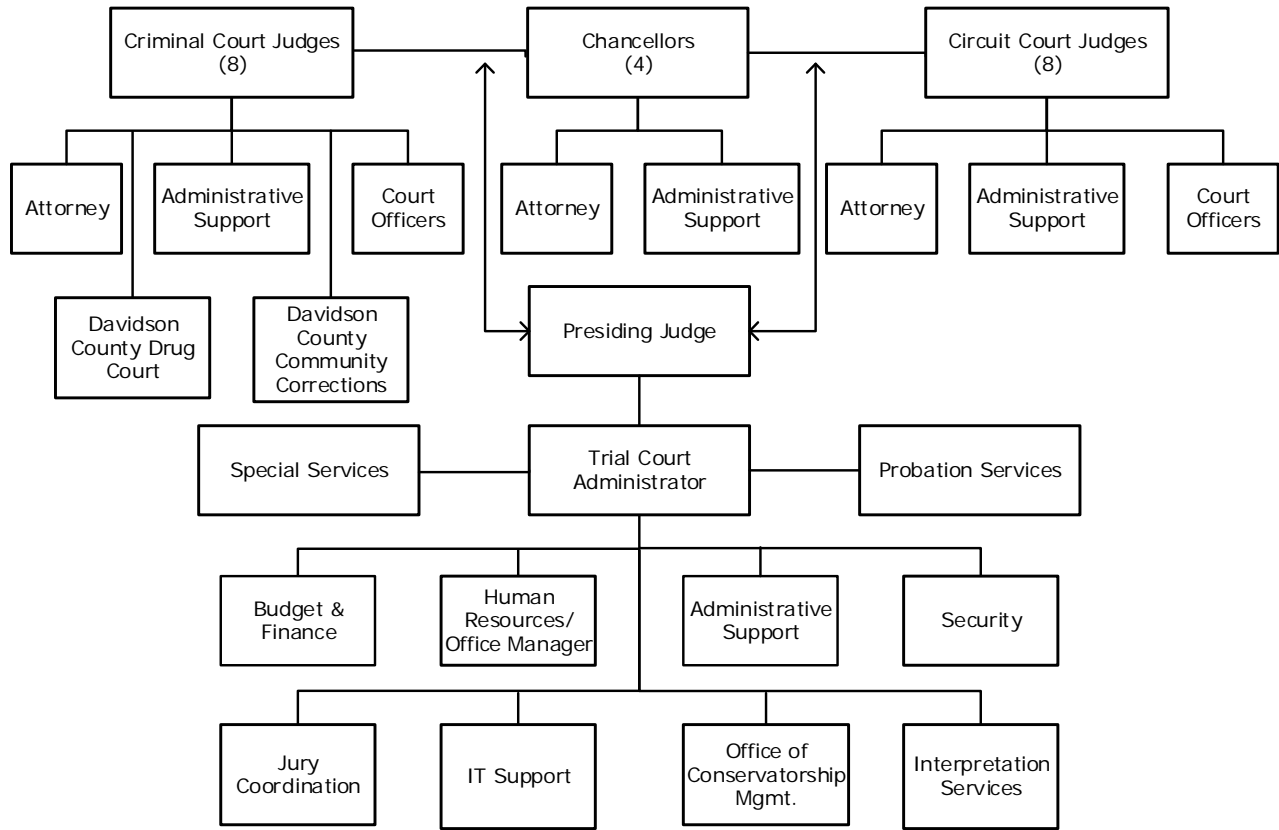 Criminal Court Judges
(8)
Chancellors
(4)
Circuit Court Judges
(8)
Attorney
Administrative
Support
Court
Officers
Attorney
Administrative
Support
Attorney
Administrative
Support
Court
Officers
Davidson
County Drug
Court
Davidson
County
Community
Corrections
Presiding Judge
Special Services
Trial Court
Administrator
Probation Services
Budget &
Finance
Human
Resources/
Office Manager
Administrative
Support
Security
Jury
Coordination
IT Support
Office of
Conservatorship
Mgmt.
Interpretation
Services